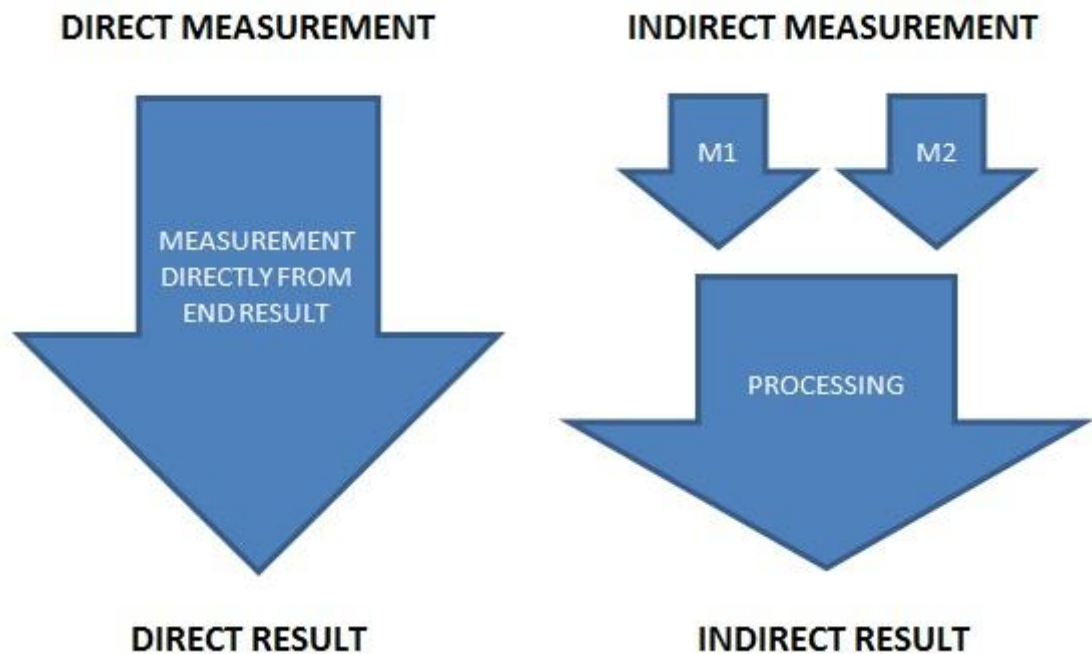 DIRECT MEASUREMENT
MEASUREMENT
DIRECTLY FROM
END RESULT
DIRECT RESULT
INDIRECT MEASUREMENT
M1
M2
PROCESSING
INDIRECT RESULT